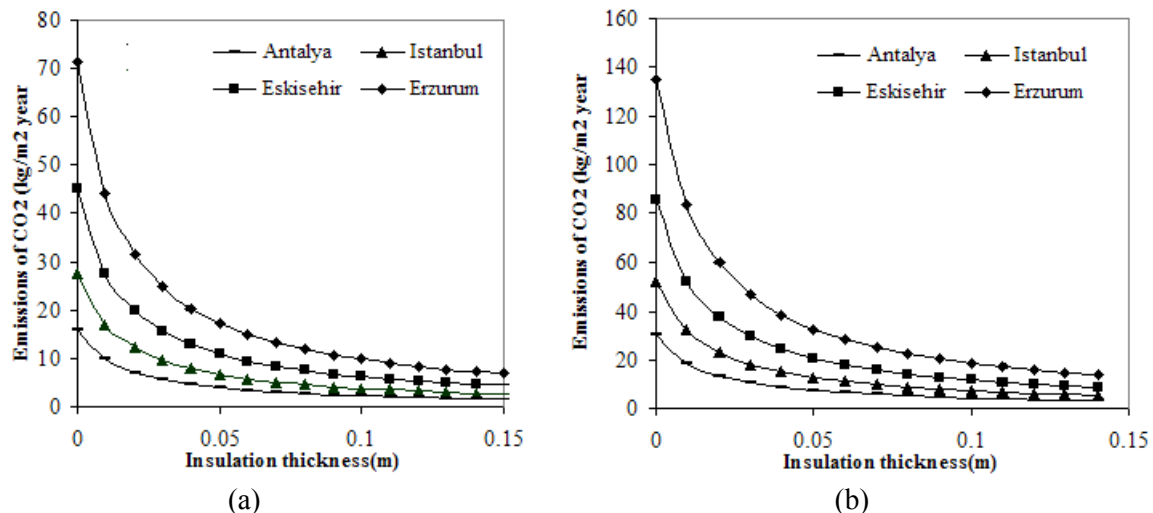 80
70
60
50
40
30
20
10
0
Emissions of CO2 (kg/m2 year
Antalya
Istanbul
Eskisehir
Erzurum
0
0.05
0.1
0.15
Insulation thickness(m)
(a)
160
140
120
100
80
60
40
20
0
Emissions of CO2 (kg/m2 year
Antalya
Istanbul
Eskisehir
Erzurum
0
0.05
0.1
0.15
Insulation thickness(m)
(b)